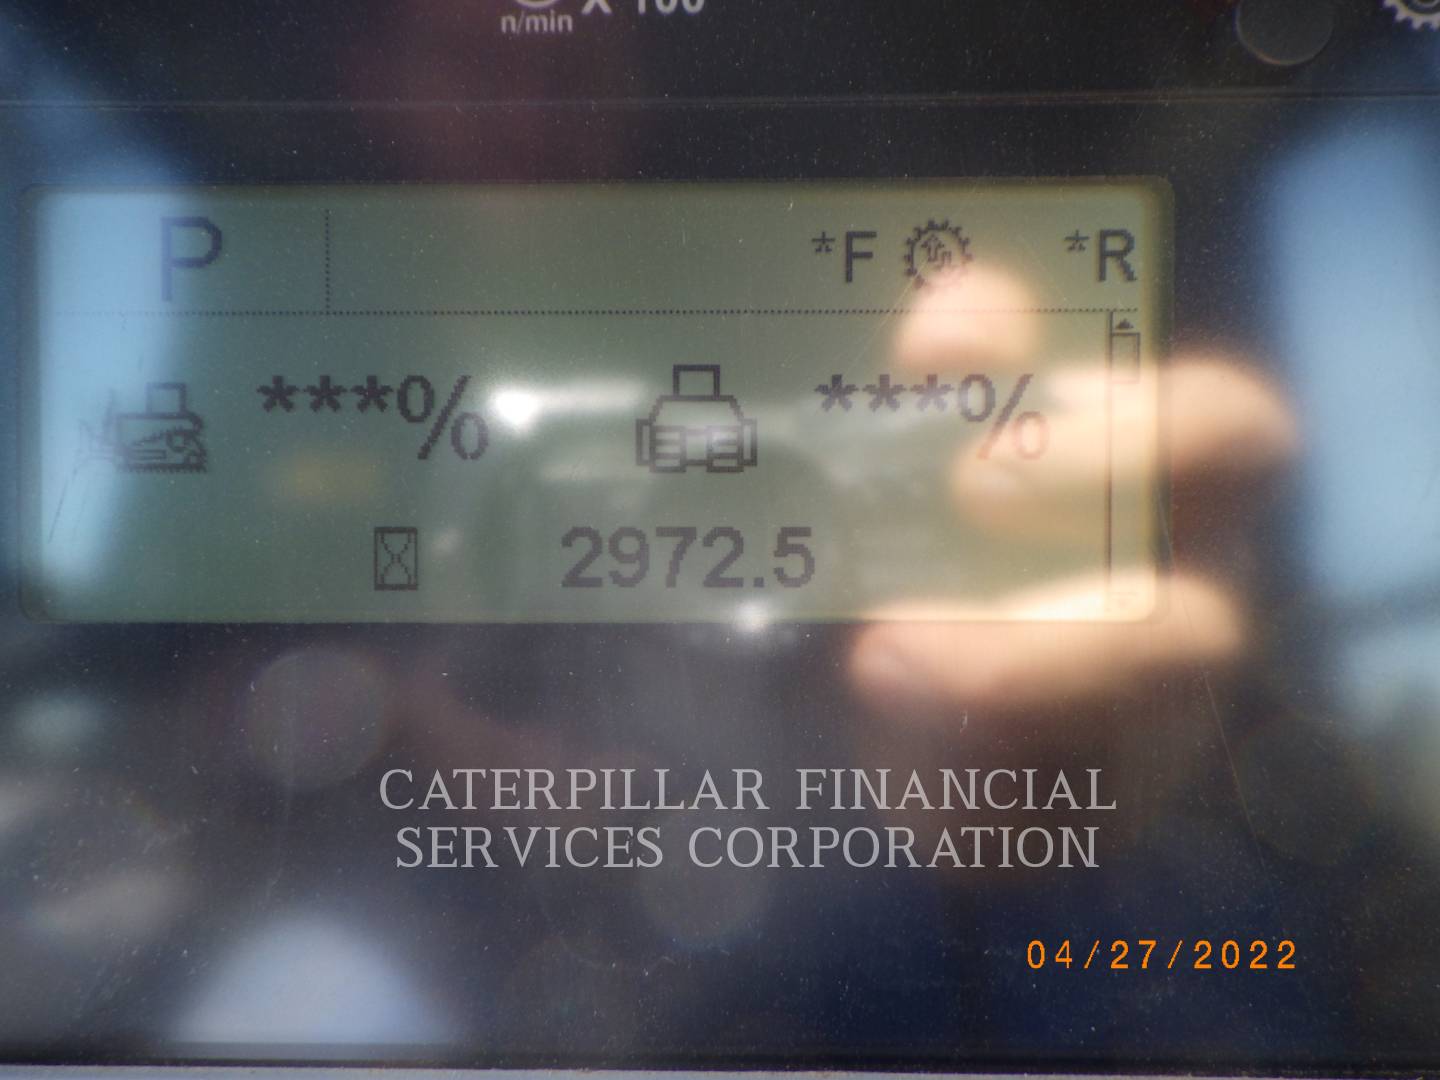 n/min X 100
P *F *R
***% ***%
2972.5
CATERPILLAR FINANCIAL
SERVICES CORPORATION
04/27/2022